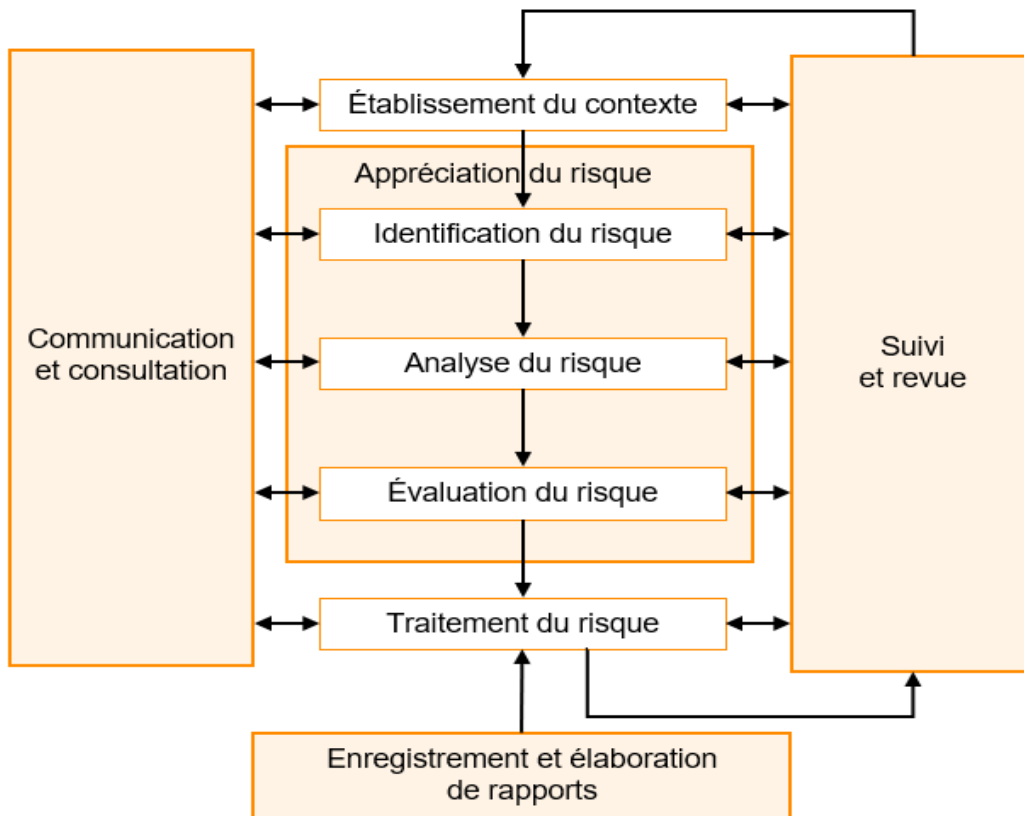 Établissement du contexte
Appréciation du risque
Identification du risque
Communication
et consultation
Analyse du risque
Suivi
et revue
Évaluation du risque
Traitement du risque
Enregistrement et élaboration
de rapports